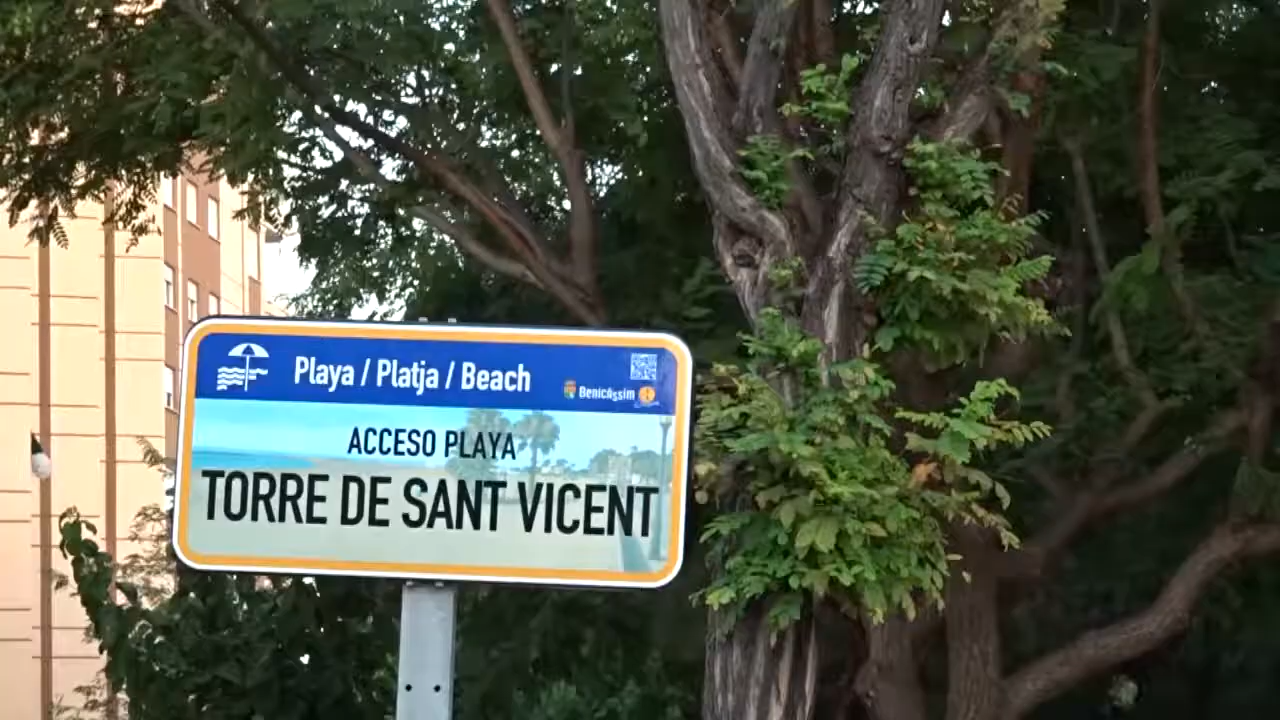 Playa / Platja / Beach
Benicàssim
ACCESO PLAYA
TORRE DE SANT VICENT